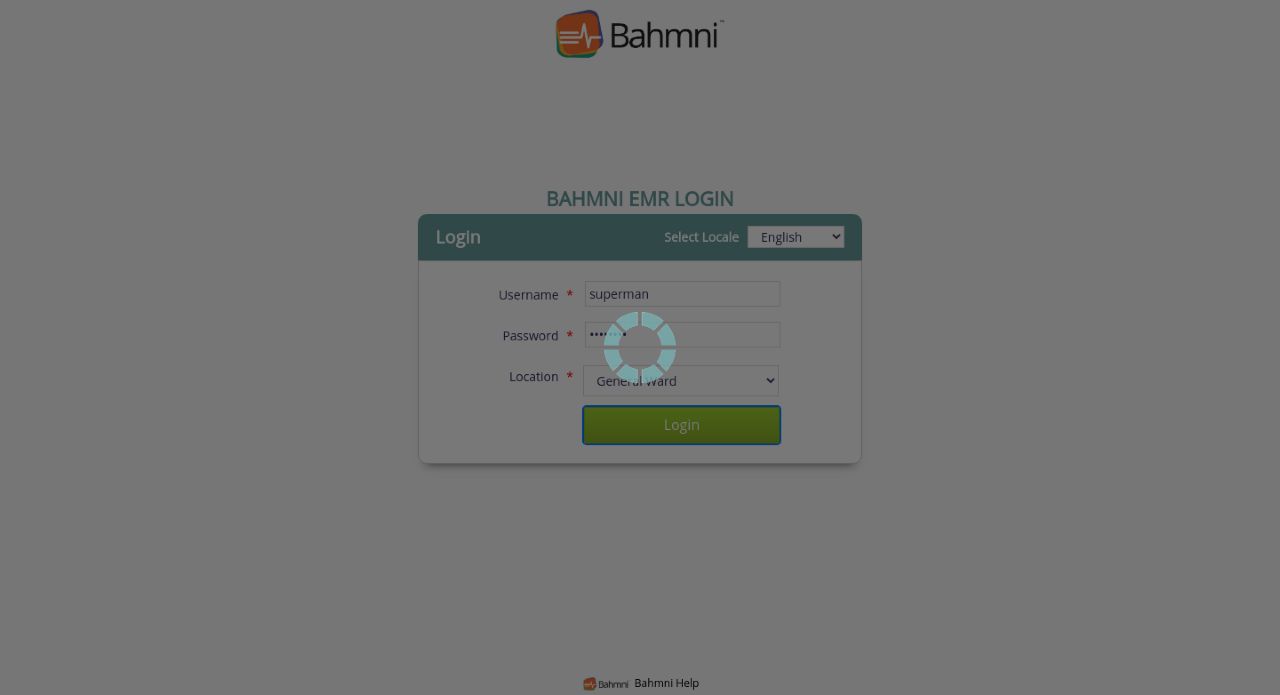 Bahmni™
BAHMNI EMR LOGIN
Login
Select Locale English
Username * superman
Password * ••••••••
Location * General Ward
Login
Bahmni Bahmni Help